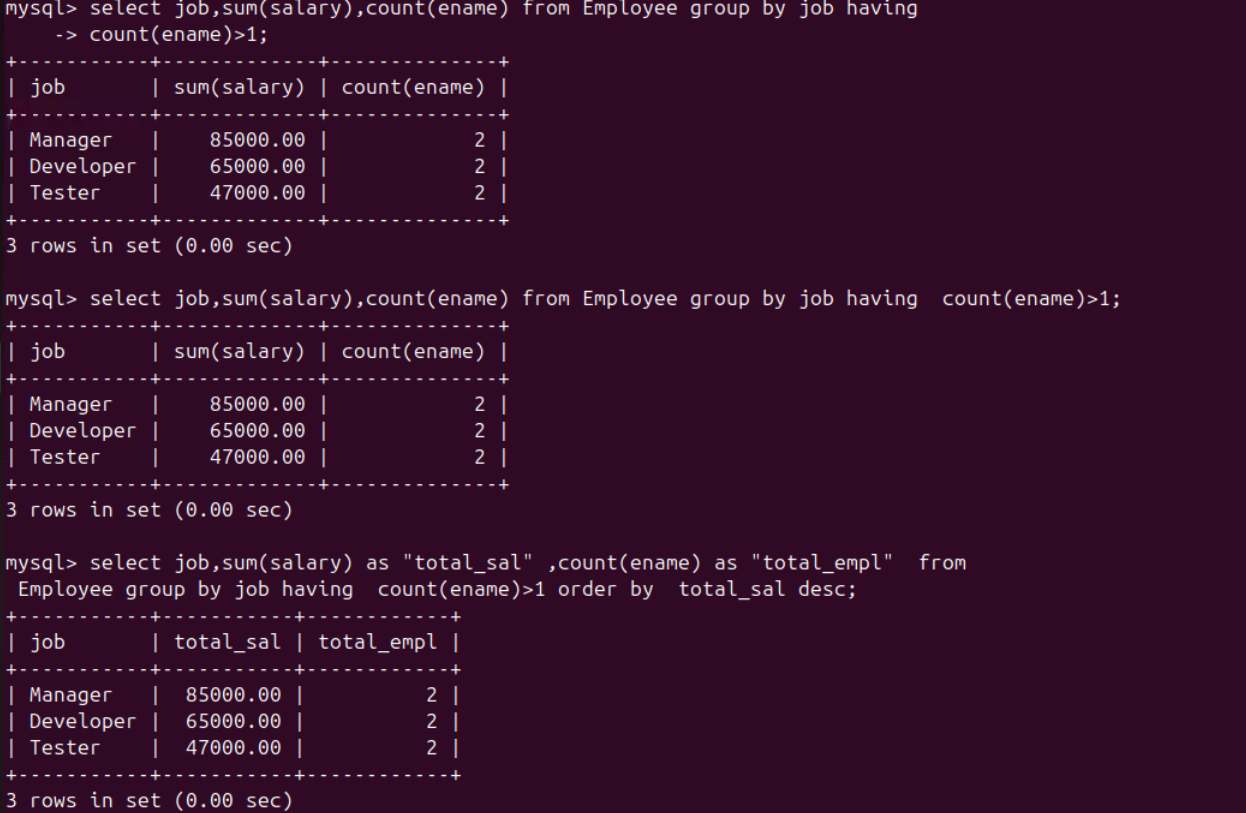 mysql> select job,sum(salary),count(ename) from Employee group by job having
    -> count(ename)>1;
+-----------+-------------+--------------+
| job       | sum(salary) | count(ename) |
+-----------+-------------+--------------+
| Manager   |    85000.00 |            2 |
| Developer |    65000.00 |            2 |
| Tester    |    47000.00 |            2 |
+-----------+-------------+--------------+
3 rows in set (0.00 sec)

mysql> select job,sum(salary),count(ename) from Employee group by job having  count(ename)>1;
+-----------+-------------+--------------+
| job       | sum(salary) | count(ename) |
+-----------+-------------+--------------+
| Manager   |    85000.00 |            2 |
| Developer |    65000.00 |            2 |
| Tester    |    47000.00 |            2 |
+-----------+-------------+--------------+
3 rows in set (0.00 sec)

mysql> select job,sum(salary) as "total_sal" ,count(ename) as "total_empl"  from
 Employee group by job having  count(ename)>1 order by  total_sal desc;
+-----------+-----------+------------+
| job       | total_sal | total_empl |
+-----------+-----------+------------+
| Manager   |  85000.00 |          2 |
| Developer |  65000.00 |          2 |
| Tester    |  47000.00 |          2 |
+-----------+-----------+------------+
3 rows in set (0.00 sec)